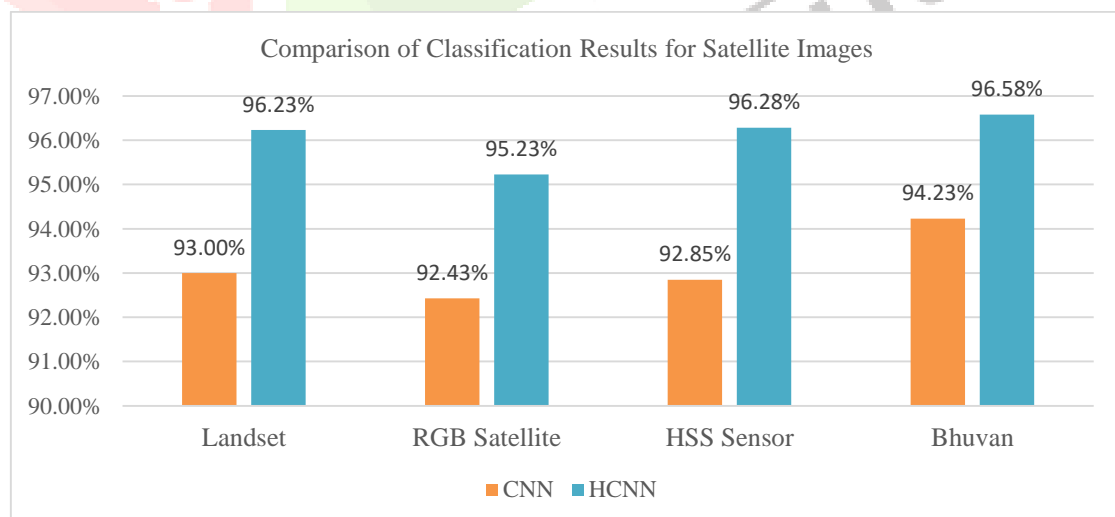 Comparison of Classification Results for Satellite Images
97.00%
96.00%
95.00%
94.00%
93.00%
92.00%
91.00%
90.00%
93.00%
96.23%
92.43%
95.23%
92.85%
96.28%
94.23%
96.58%
Landset
RGB Satellite
HSS Sensor
Bhuvan
CNN
HCNN